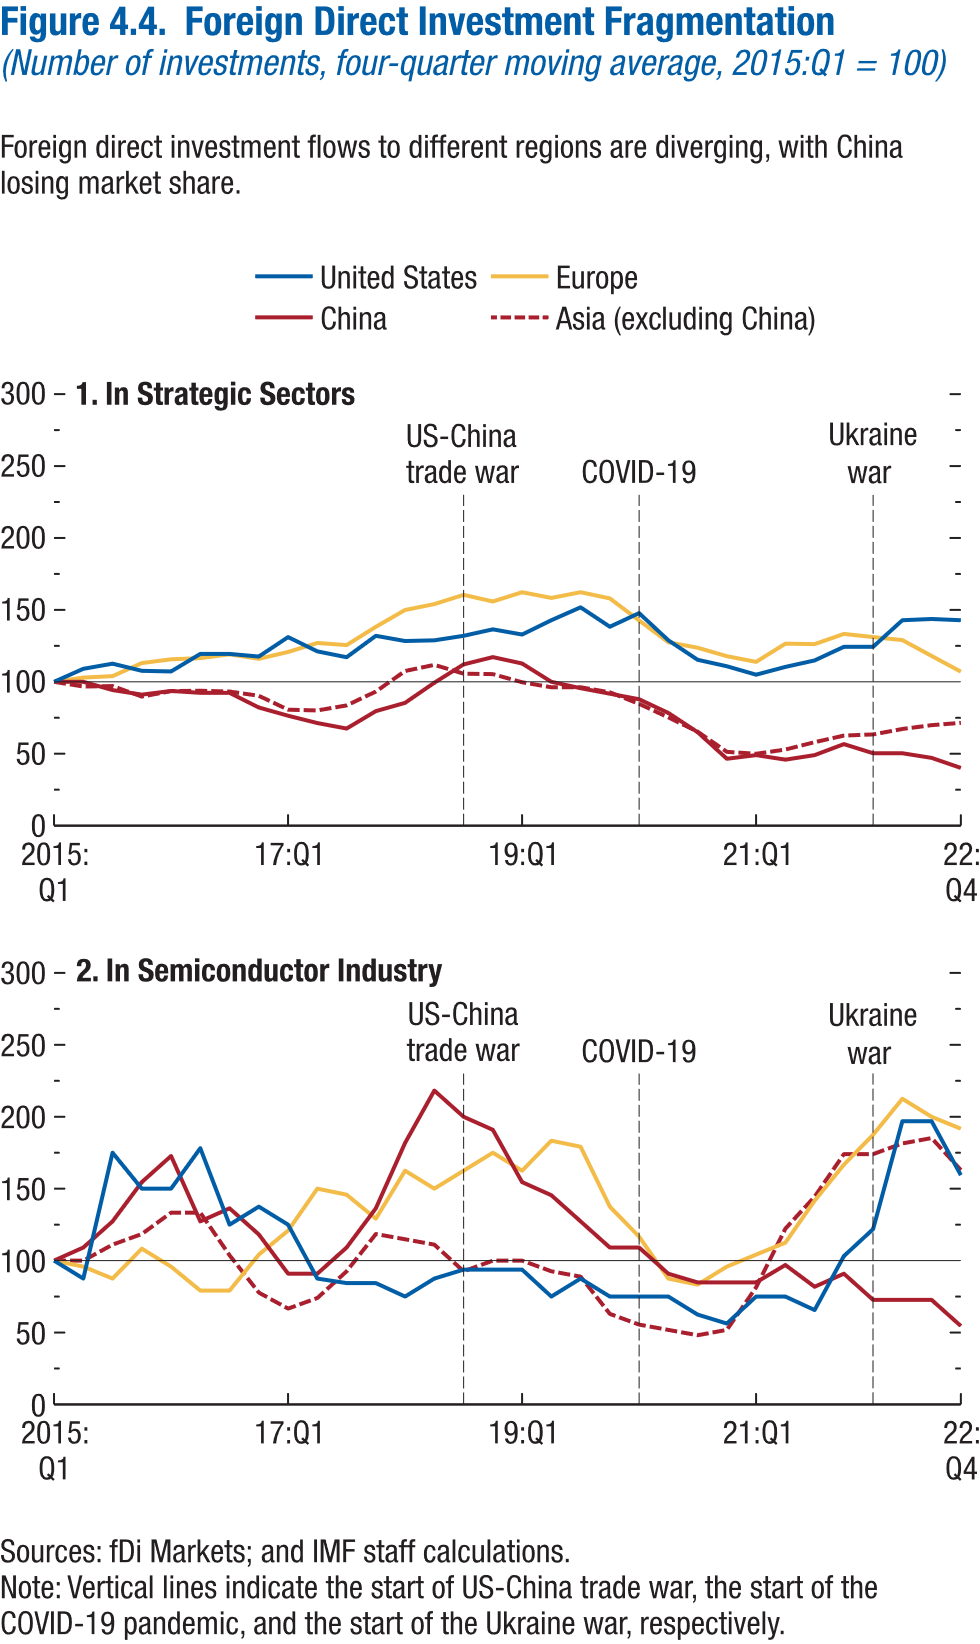 Figure 4.4. Foreign Direct Investment Fragmentation
(Number of investments, four-quarter moving average, 2015:Q1 = 100)
Foreign direct investment flows to different regions are diverging, with China
losing market share.
United States
Europe
China
Asia (excluding China)
300
1. In Strategic Sectors
US-China
trade war
COVID-19
Ukraine
war
250
200
150
100
50
0
2015:
Q1
17:Q1
19:Q1
21:Q1
22:
Q4
300
2. In Semiconductor Industry
US-China
trade war
COVID-19
Ukraine
war
250
200
150
100
50
0
2015:
Q1
17:Q1
19:Q1
21:Q1
22:
Q4
Sources: fDi Markets; and IMF staff calculations.
Note: Vertical lines indicate the start of US-China trade war, the start of the
COVID-19 pandemic, and the start of the Ukraine war, respectively.